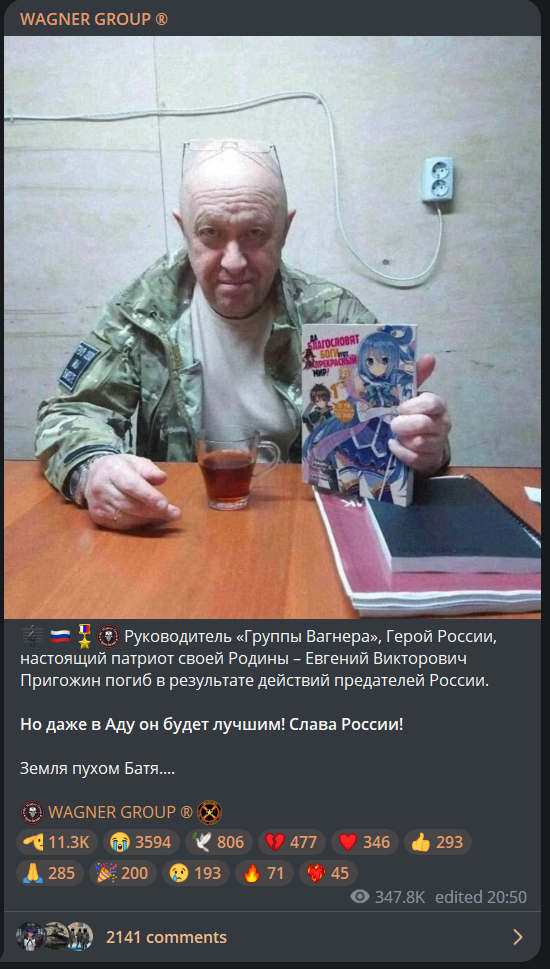 WAGNER GROUP ®
ДА
БЛАГОСЛОВЯТ
БОГИ ЭТОТ
ПРЕКРАСНЫЙ
МИР!
Руководитель «Группы Вагнера», Герой России,
настоящий патриот своей Родины – Евгений Викторович
Пригожин погиб в результате действий предателей России.
Но даже в Аду он будет лучшим! Слава России!
Земля пухом Батя....
WAGNER GROUP ®
11.3K 3594 806 477 346 293
285 200 193 71 45
347.8K edited 20:50
2141 comments